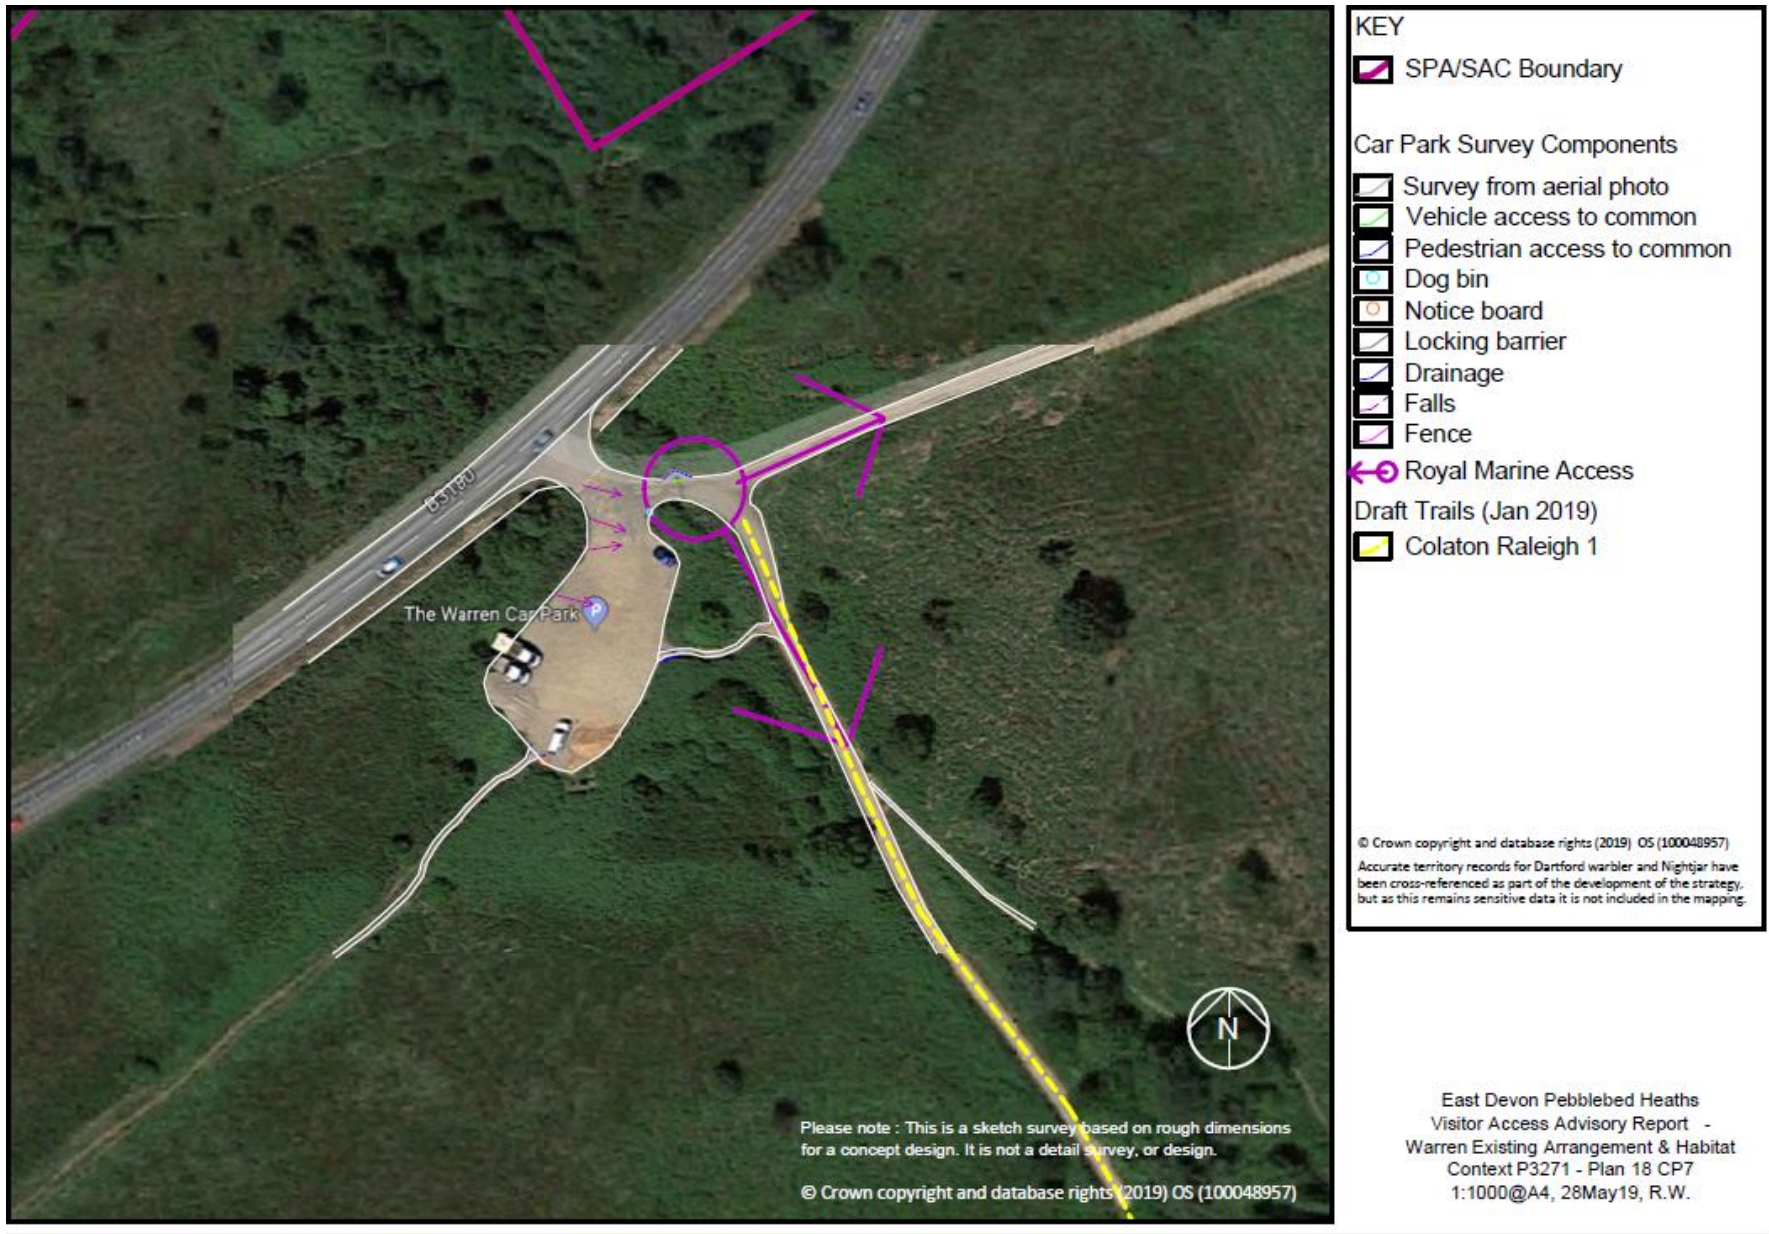 B3180
The Warren Car Park
P
N
Please note : This is a sketch survey based on rough dimensions
for a concept design. It is not a detail survey, or design.
© Crown copyright and database rights (2019) OS (100048957)
KEY
SPA/SAC Boundary
Car Park Survey Components
Survey from aerial photo
Vehicle access to common
Pedestrian access to common
Dog bin
Notice board
Locking barrier
Drainage
Falls
Fence
Royal Marine Access
Draft Trails (Jan 2019)
Colaton Raleigh 1
© Crown copyright and database rights (2019) OS (100048957)
Accurate territory records for Dartford warbler and Nightjar have
been cross-referenced as part of the development of the strategy,
but as this remains sensitive data it is not included in the mapping.
East Devon Pebblebed Heaths
Visitor Access Advisory Report -
Warren Existing Arrangement & Habitat
Context P3271 - Plan 18 CP7
1:1000@A4, 28May19, R.W.